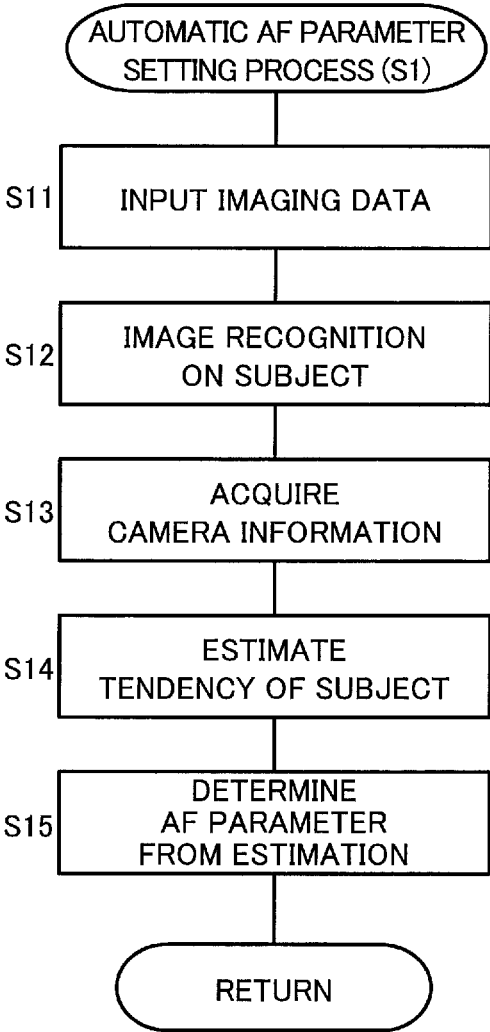 AUTOMATIC AF PARAMETER
SETTING PROCESS (S1)
S11
INPUT IMAGING DATA
S12
IMAGE RECOGNITION
ON SUBJECT
S13
ACQUIRE
CAMERA INFORMATION
S14
ESTIMATE
TENDENCY OF SUBJECT
S15
DETERMINE
AF PARAMETER
FROM ESTIMATION
RETURN